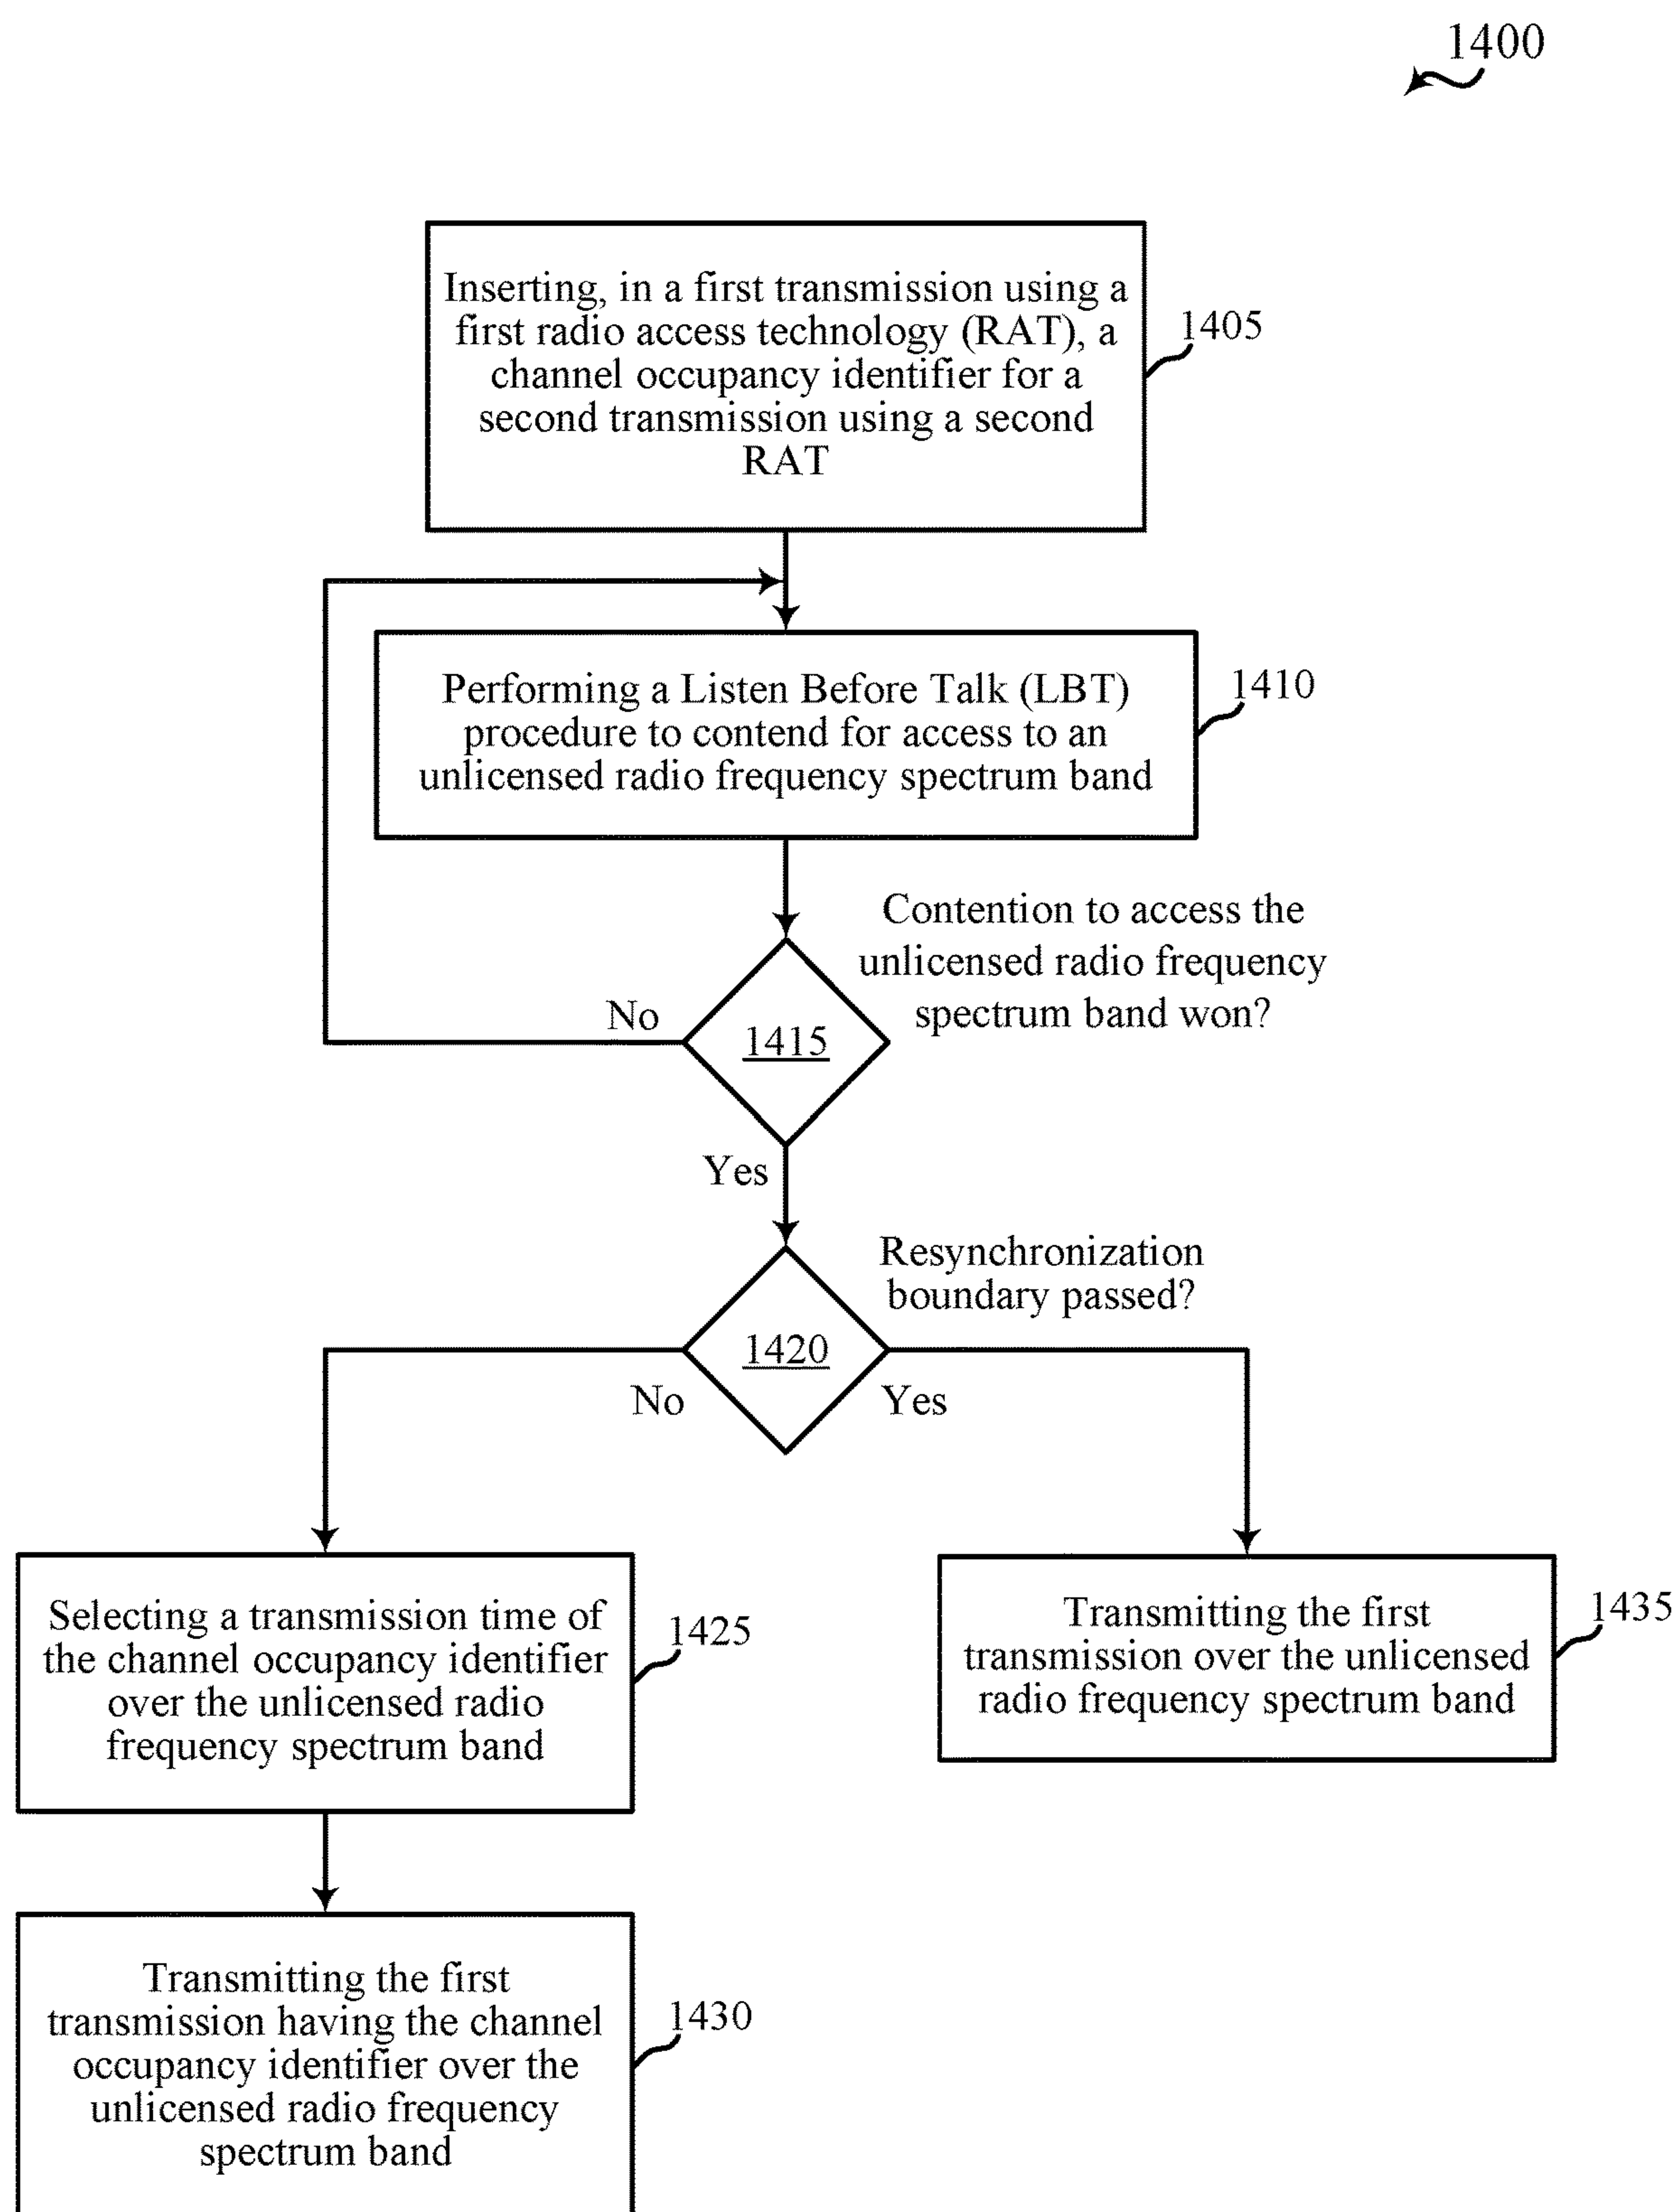 1400
Inserting, in a first transmission using a
first radio access technology (RAT), a
channel occupancy identifier for a
second transmission using a second
RAT
1405
Performing a Listen Before Talk (LBT)
procedure to contend for access to an
unlicensed radio frequency spectrum band
1410
Contention to access the
unlicensed radio frequency
spectrum band won?
No
1415
Yes
Resynchronization
boundary passed?
1420
No
Yes
Selecting a transmission time of
the channel occupancy identifier
over the unlicensed radio
frequency spectrum band
1425
Transmitting the first
transmission over the unlicensed
radio frequency spectrum band
1435
Transmitting the first
transmission having the channel
occupancy identifier over the
unlicensed radio frequency
spectrum band
1430